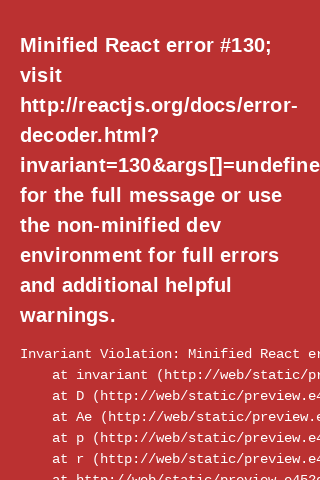 Minified React error #130;
visit
http://reactjs.org/docs/error-
decoder.html?
invariant=130&args[]=undefine
for the full message or use
the non-minified dev
environment for full errors
and additional helpful
warnings.
Invariant Violation: Minified React er
at invariant (http://web/static/pr
at D (http://web/static/preview.e4
at Ae (http://web/static/preview.e
at p (http://web/static/preview.e4
at r (http://web/static/preview.e4
at http://web/static/preview.e452c